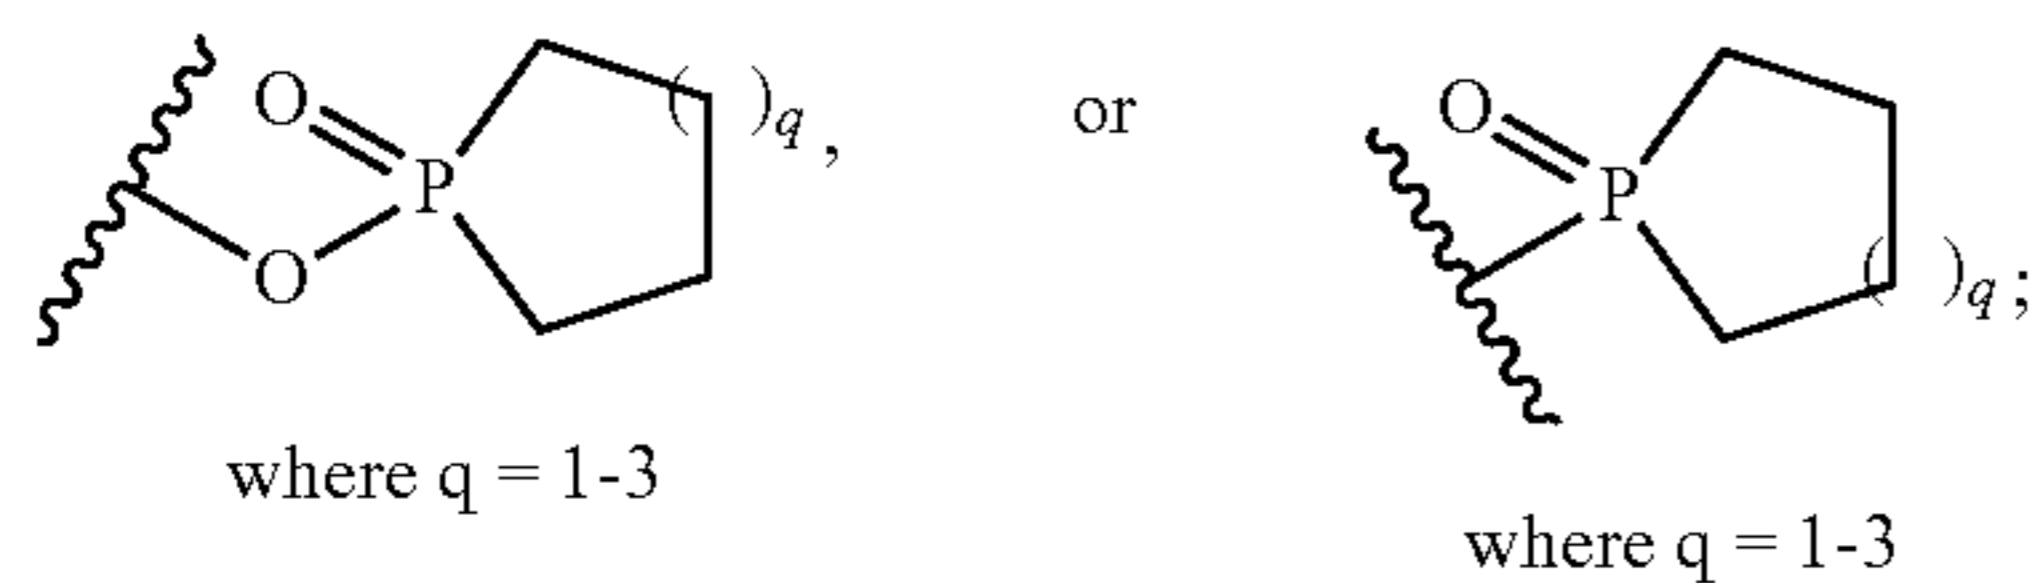 O P O ( )q , or O P ( )q ;
where q = 1-3
where q = 1-3